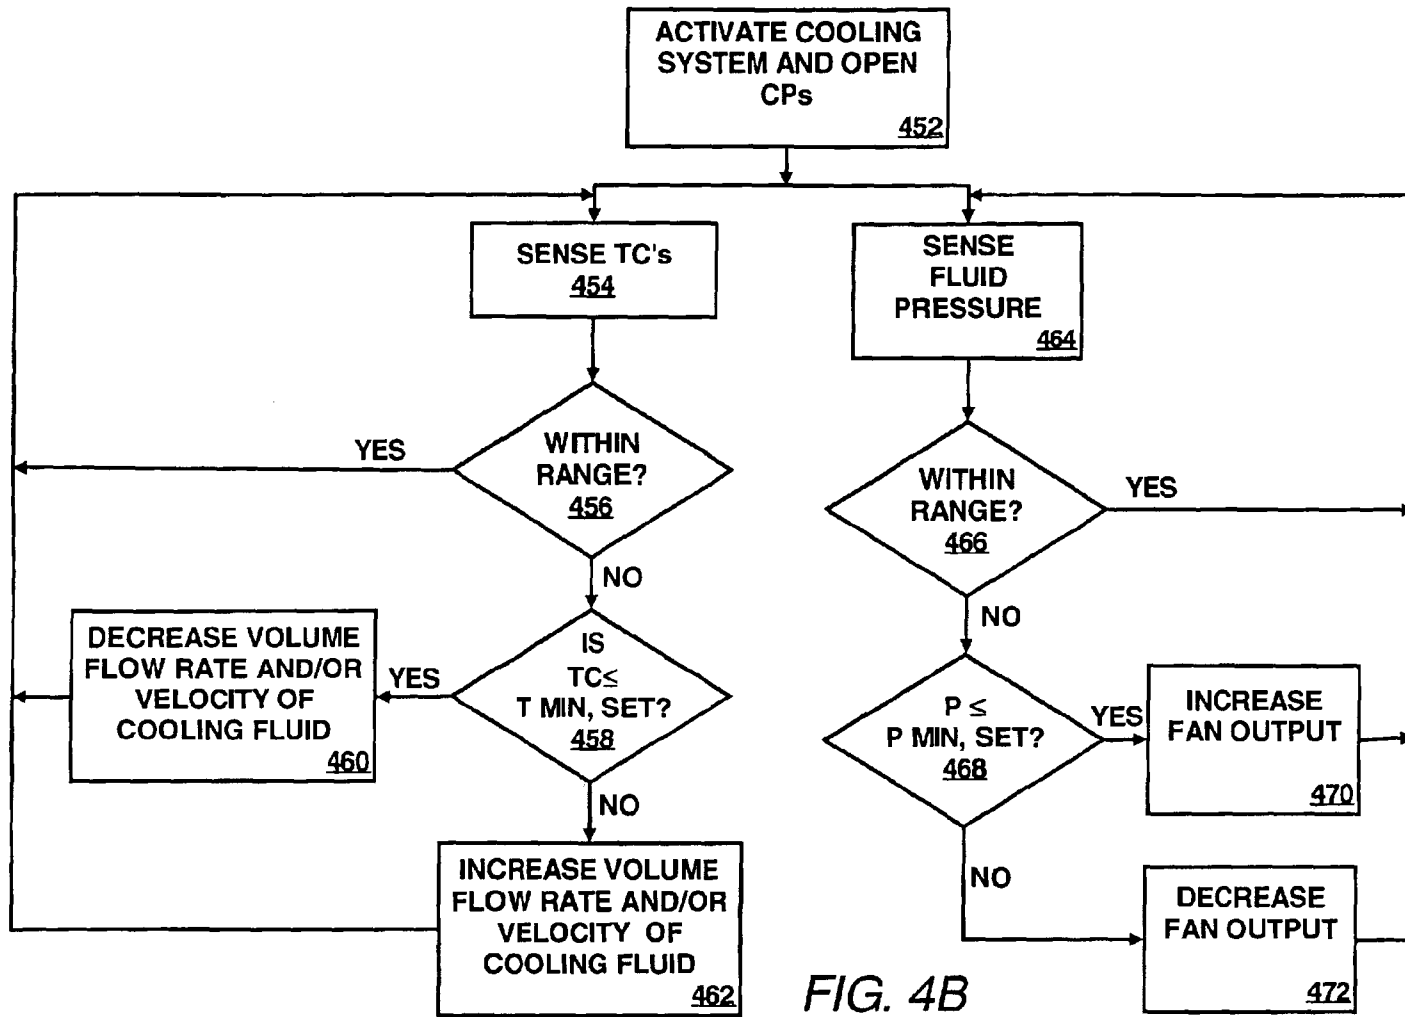 ACTIVATE COOLING
SYSTEM AND OPEN
CPs
452
SENSE TC's
454
WITHIN
RANGE?
456
YES
NO
IS
TC≤
T MIN, SET?
458
YES
DECREASE VOLUME
FLOW RATE AND/OR
VELOCITY OF
COOLING FLUID
460
NO
INCREASE VOLUME
FLOW RATE AND/OR
VELOCITY OF
COOLING FLUID
462
SENSE
FLUID
PRESSURE
464
WITHIN
RANGE?
466
YES
NO
P ≤
P MIN, SET?
468
YES
INCREASE
FAN OUTPUT
470
NO
DECREASE
FAN OUTPUT
472
FIG. 4B